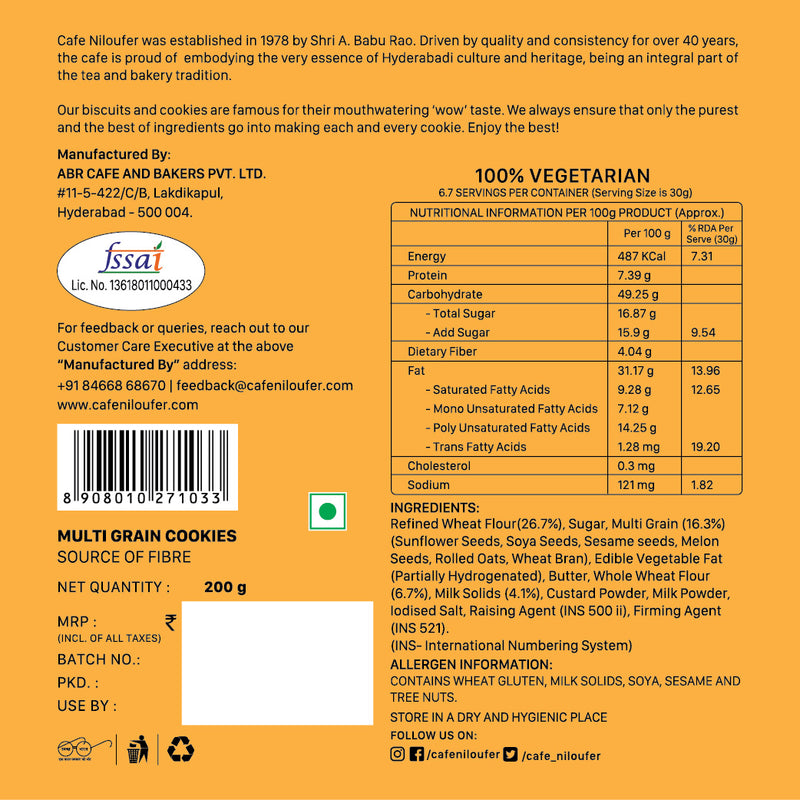 Cafe Niloufer was established in 1978 by Shri A. Babu Rao. Driven by quality and consistency for over 40 years,
the cafe is proud of embodying the very essence of Hyderabadi culture and heritage, being an integral part of
the tea and bakery tradition.
Our biscuits and cookies are famous for their mouthwatering ‘wow’ taste. We always ensure that only the purest
and the best of ingredients go into making each and every cookie. Enjoy the best!
Manufactured By:
ABR CAFE AND BAKERS PVT. LTD.
#11-5-422/C/B, Lakdikapul,
Hyderabad - 500 004.
fssai
Lic. No. 13618011000433
For feedback or queries, reach out to our
Customer Care Executive at the above
“Manufactured By” address:
+91 84668 68670 | feedback@cafeniloufer.com
www.cafeniloufer.com
8 908010 271033
MULTI GRAIN COOKIES
SOURCE OF FIBRE
NET QUANTITY : 200 g
MRP : ₹
(INCL. OF ALL TAXES)
BATCH NO.:
PKD. :
USE BY :
100% VEGETARIAN
6.7 SERVINGS PER CONTAINER (Serving Size is 30g)
NUTRITIONAL INFORMATION PER 100g PRODUCT (Approx.)
Per 100 g % RDA Per Serve (30g)
Energy 487 KCal 7.31
Protein 7.39 g
Carbohydrate 49.25 g
- Total Sugar 16.87 g
- Add Sugar 15.9 g 9.54
Dietary Fiber 4.04 g
Fat 31.17 g 13.96
- Saturated Fatty Acids 9.28 g 12.65
- Mono Unsaturated Fatty Acids 7.12 g
- Poly Unsaturated Fatty Acids 14.25 g
- Trans Fatty Acids 1.28 mg 19.20
Cholesterol 0.3 mg
Sodium 121 mg 1.82
INGREDIENTS:
Refined Wheat Flour(26.7%), Sugar, Multi Grain (16.3%)
(Sunflower Seeds, Soya Seeds, Sesame seeds, Melon
Seeds, Rolled Oats, Wheat Bran), Edible Vegetable Fat
(Partially Hydrogenated), Butter, Whole Wheat Flour
(6.7%), Milk Solids (4.1%), Custard Powder, Milk Powder,
Iodised Salt, Raising Agent (INS 500 ii), Firming Agent
(INS 521).
(INS- International Numbering System)
ALLERGEN INFORMATION:
CONTAINS WHEAT GLUTEN, MILK SOLIDS, SOYA, SESAME AND
TREE NUTS.
STORE IN A DRY AND HYGIENIC PLACE
FOLLOW US ON:
/cafeniloufer /cafe_niloufer